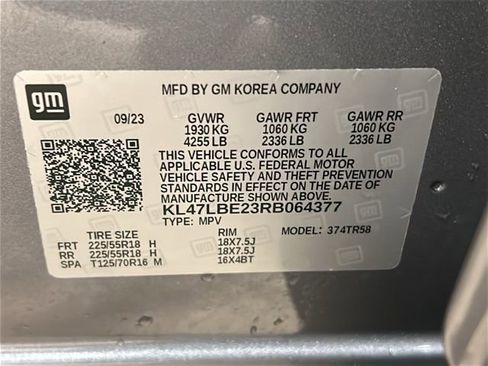 gm
MFD BY GM KOREA COMPANY
09/23 GVWR GAWR FRT GAWR RR
1930 KG 1060 KG 1060 KG
4255 LB 2336 LB 2336 LB
THIS VEHICLE CONFORMS TO ALL
APPLICABLE U.S. FEDERAL MOTOR
VEHICLE SAFETY AND THEFT PREVENTION
STANDARDS IN EFFECT ON THE DATE OF
MANUFACTURE SHOWN ABOVE.
KL47LBE23RB064377
TYPE: MPV MODEL: 374TR58
TIRE SIZE RIM
FRT 225/55R18 H 18X7.5J
RR 225/55R18 H 18X7.5J
SPA T125/70R16 M 16X4BT